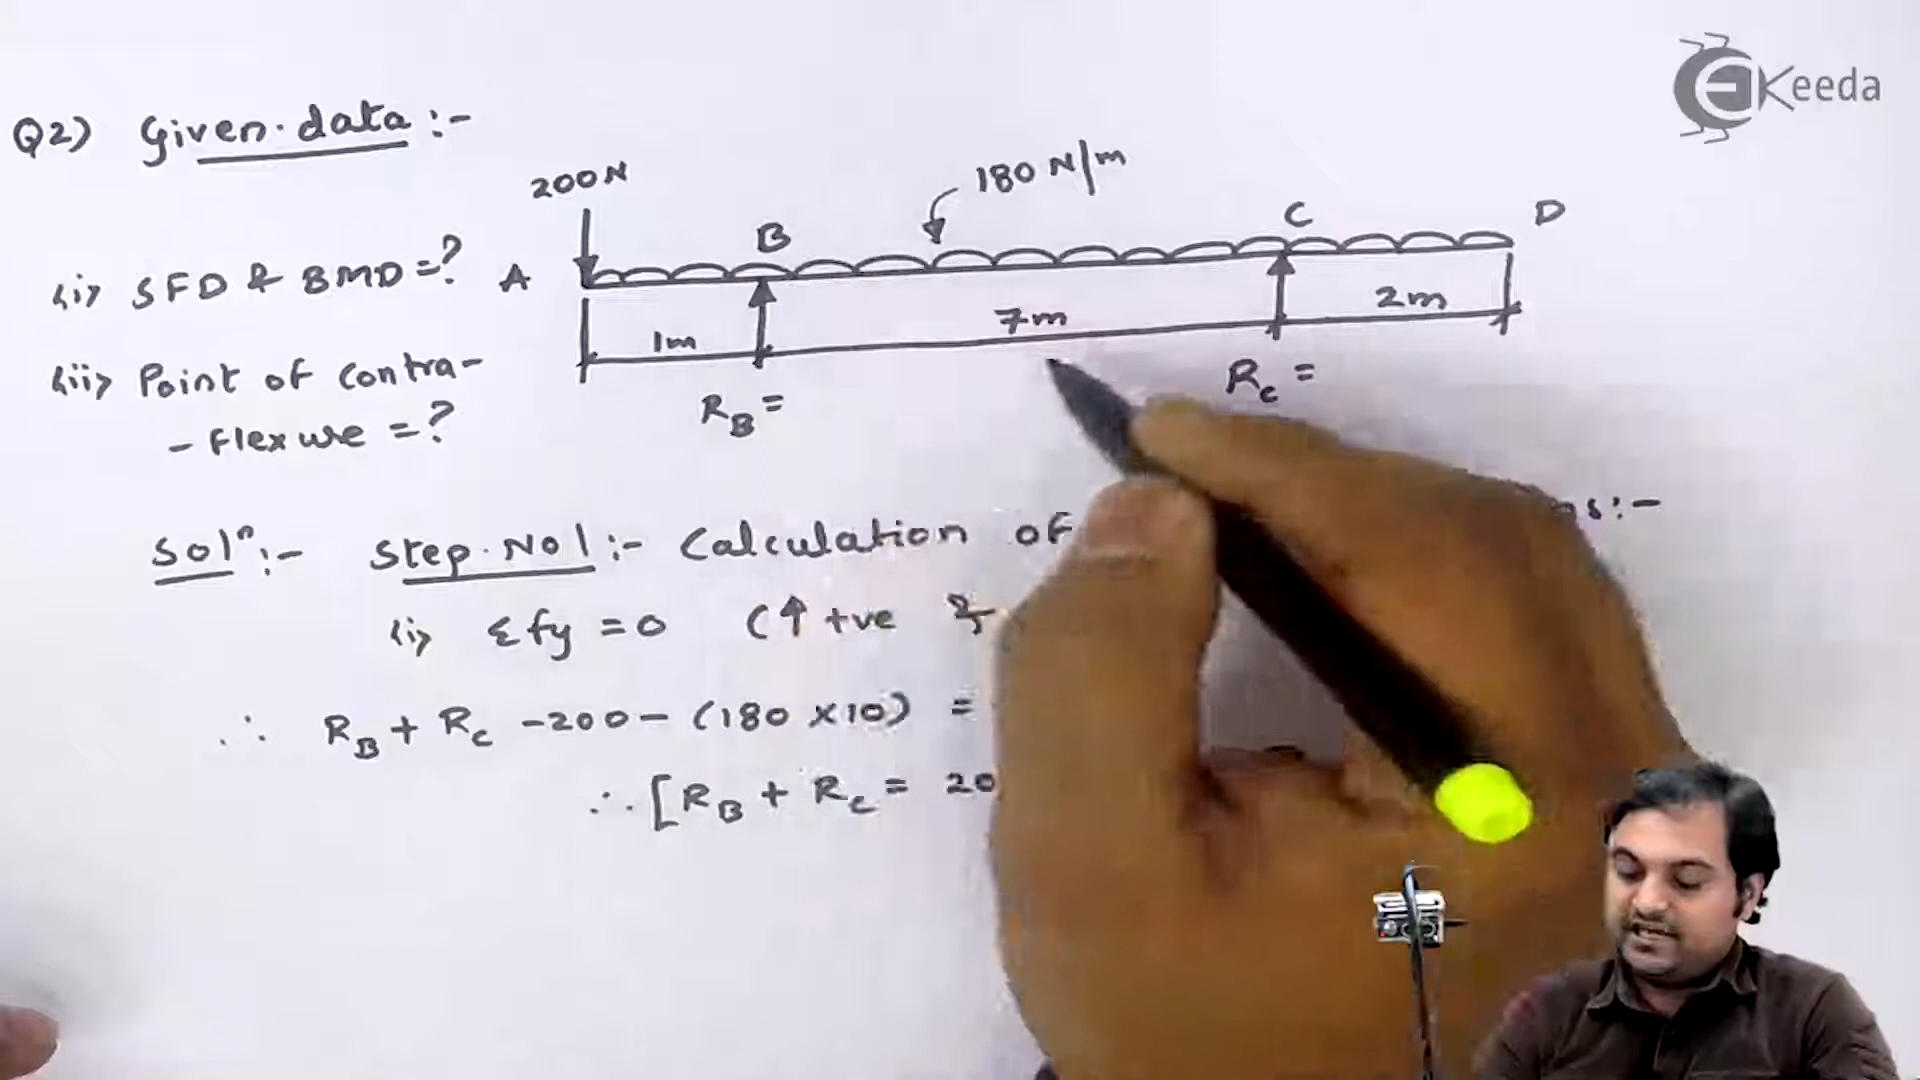 EKeeda
Q2) Given data :-
200N
180 N/m
A
B
C
D
(i) SFD & BMD =?
1m
7m
2m
(ii) Point of contra-
- flexure =?
RB =
Rc =
Soln:- Step No 1 :- Calculation of
(i) Σfy = 0 (↑ +ve
∴ RB + Rc -200- (180 ×10) =
∴ [RB + Rc = 20